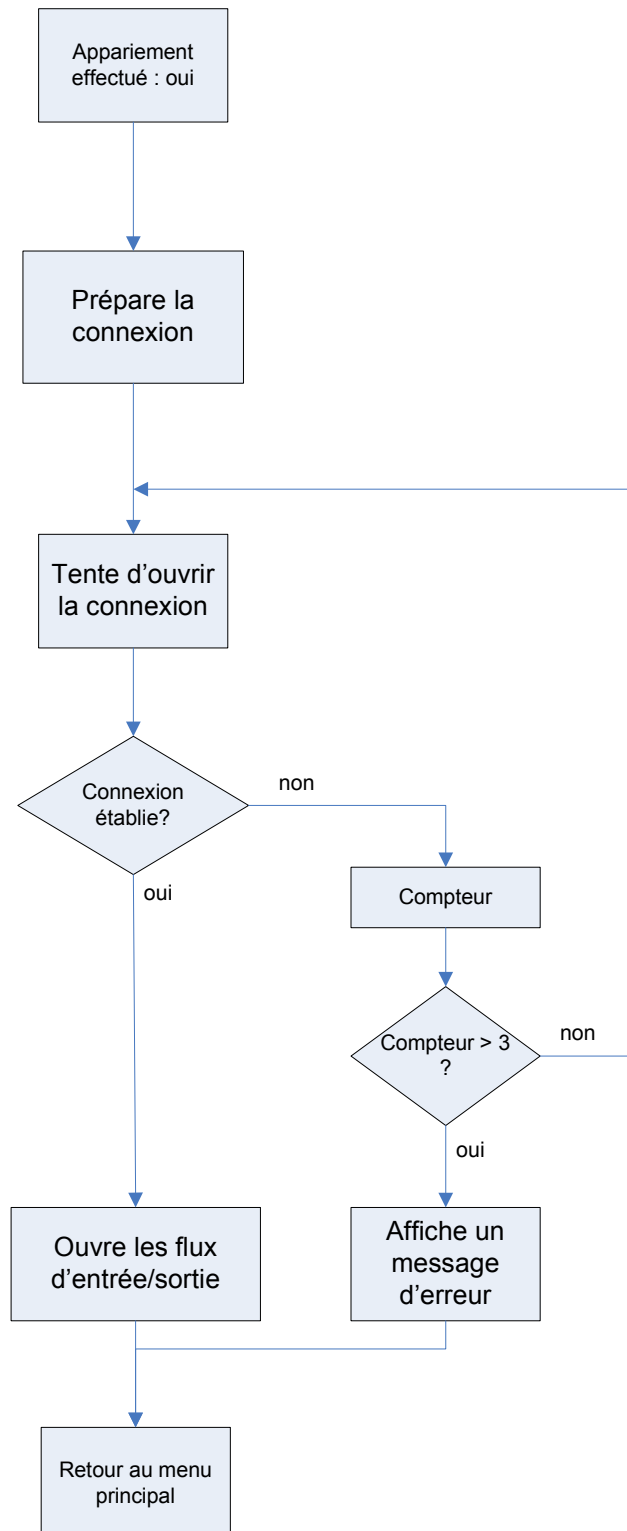 Appariement
effectué : oui
Prépare la
connexion
Tente d’ouvrir
la connexion
Connexion
établie?
non
oui
Compteur
Compteur > 3
?
non
oui
Ouvre les flux
d’entrée/sortie
Affiche un
message
d’erreur
Retour au menu
principal